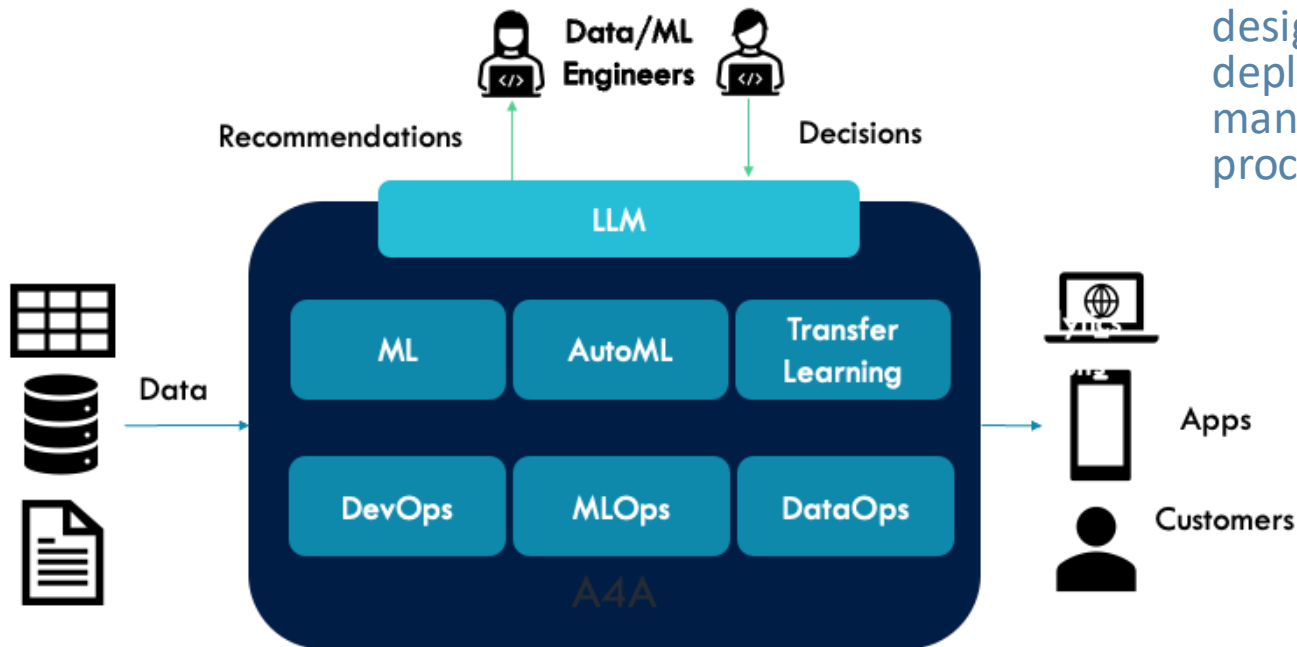 Data/ML
Engineers
Recommendations
Decisions
LLM
ML
AutoML
Transfer
Learning
Data
DevOps
MLOps
DataOps
A4A
Apps
Customers